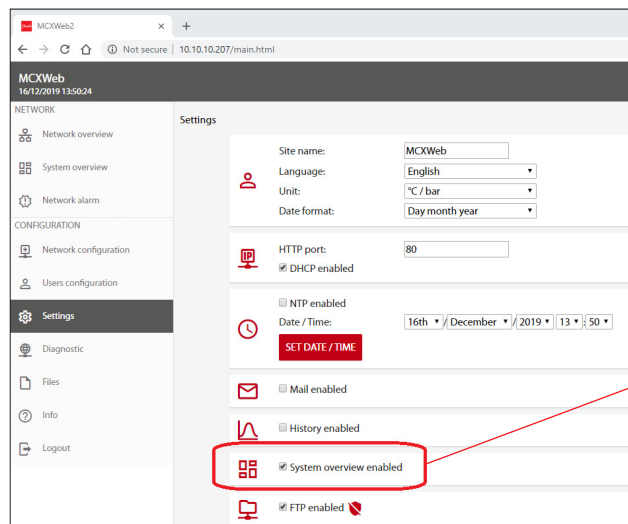 MCXWeb2
Not secure | 10.10.10.207/main.html
MCXWeb
16/12/2019 13:50:24
NETWORK
Network overview
System overview
Network alarm
CONFIGURATION
Network configuration
Users configuration
Settings
Diagnostic
Files
Info
Logout
Settings
Site name: MCXWeb
Language: English
Unit: °C / bar
Date format: Day month year
IP
HTTP port: 80
DHCP enabled
NTP enabled
Date / Time: 16th / December / 2019 13 : 50
SET DATE / TIME
Mail enabled
History enabled
System overview enabled
FTP enabled